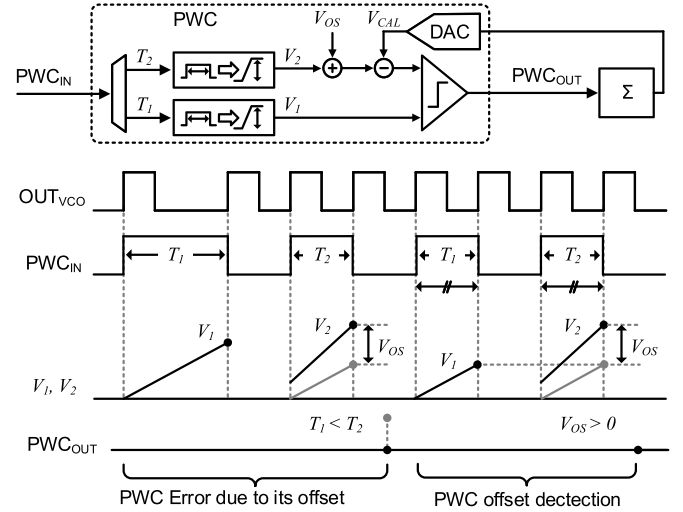 PWC
V_OS
V_CAL
DAC
PWC_IN
T_2
V_2
+
−
PWC_OUT
Σ
T_1
V_1
OUT_VCO
PWC_IN
T_1
T_2
T_1
T_2
V_1
V_2
V_OS
V_1
V_2
V_OS
V_1, V_2
T_1 < T_2
V_OS > 0
PWC_OUT
PWC Error due to its offset
PWC offset dectection